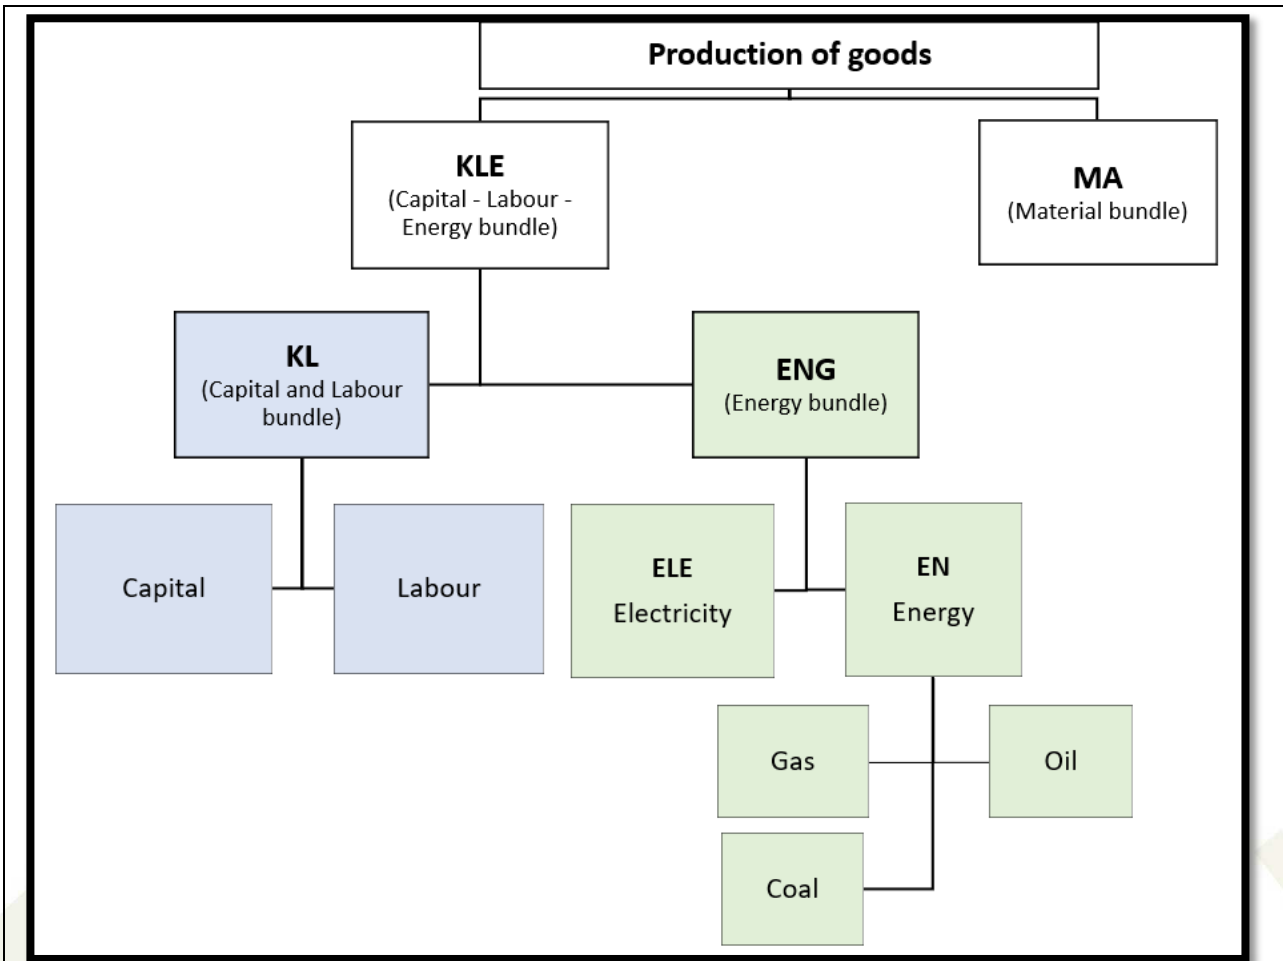 Production of goods
KLE
(Capital - Labour -
Energy bundle)
MA
(Material bundle)
KL
(Capital and Labour
bundle)
ENG
(Energy bundle)
Capital
Labour
ELE
Electricity
EN
Energy
Gas
Oil
Coal